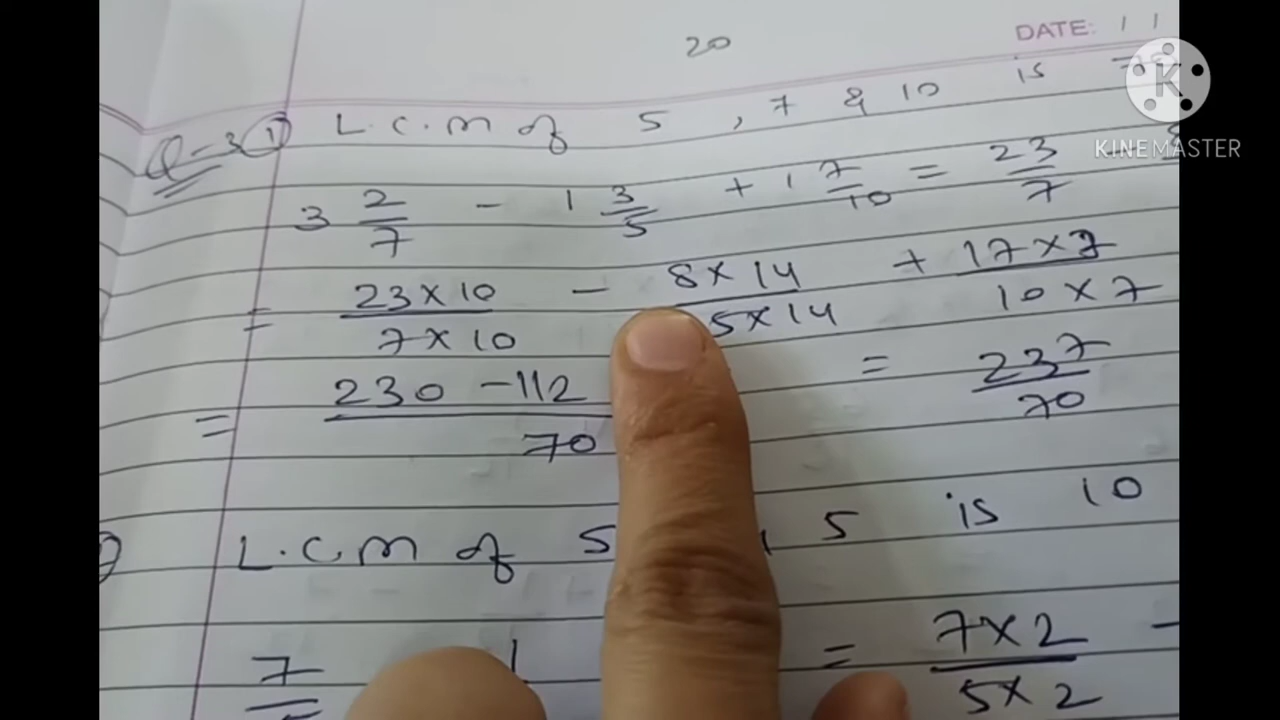 20
DATE: 11
Q-3 ① L.C.M of 5, 7 & 10 is 70
KINEMASTER
3 2/7 - 1 3/5 + 1 7/10 = 23/7
= 23×10/7×10 - 8×14/5×14 + 17×7/10×7
= 230 -112 /70 = 237/70
L.C.M of 5 , 5 is 10
7 1 = 7×2/5×2 -